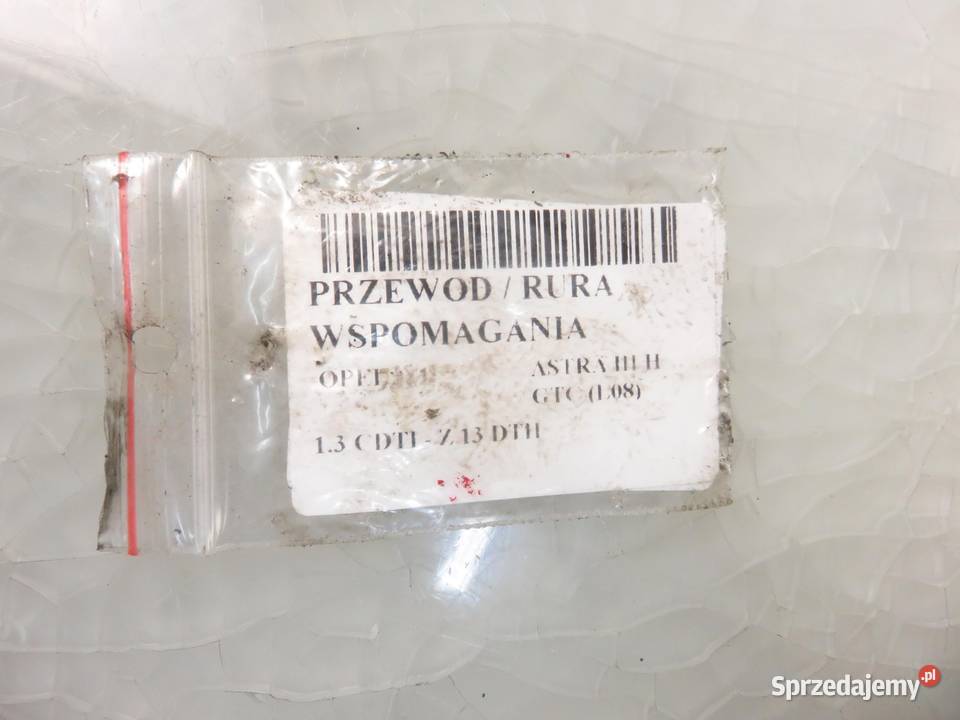 PRZEWOD / RURA
WSPOMAGANIA
OPEL ASTRA III H
GTC (L08)
1.3 CDTI - Z 13 DTH
Sprzedajemy.pl